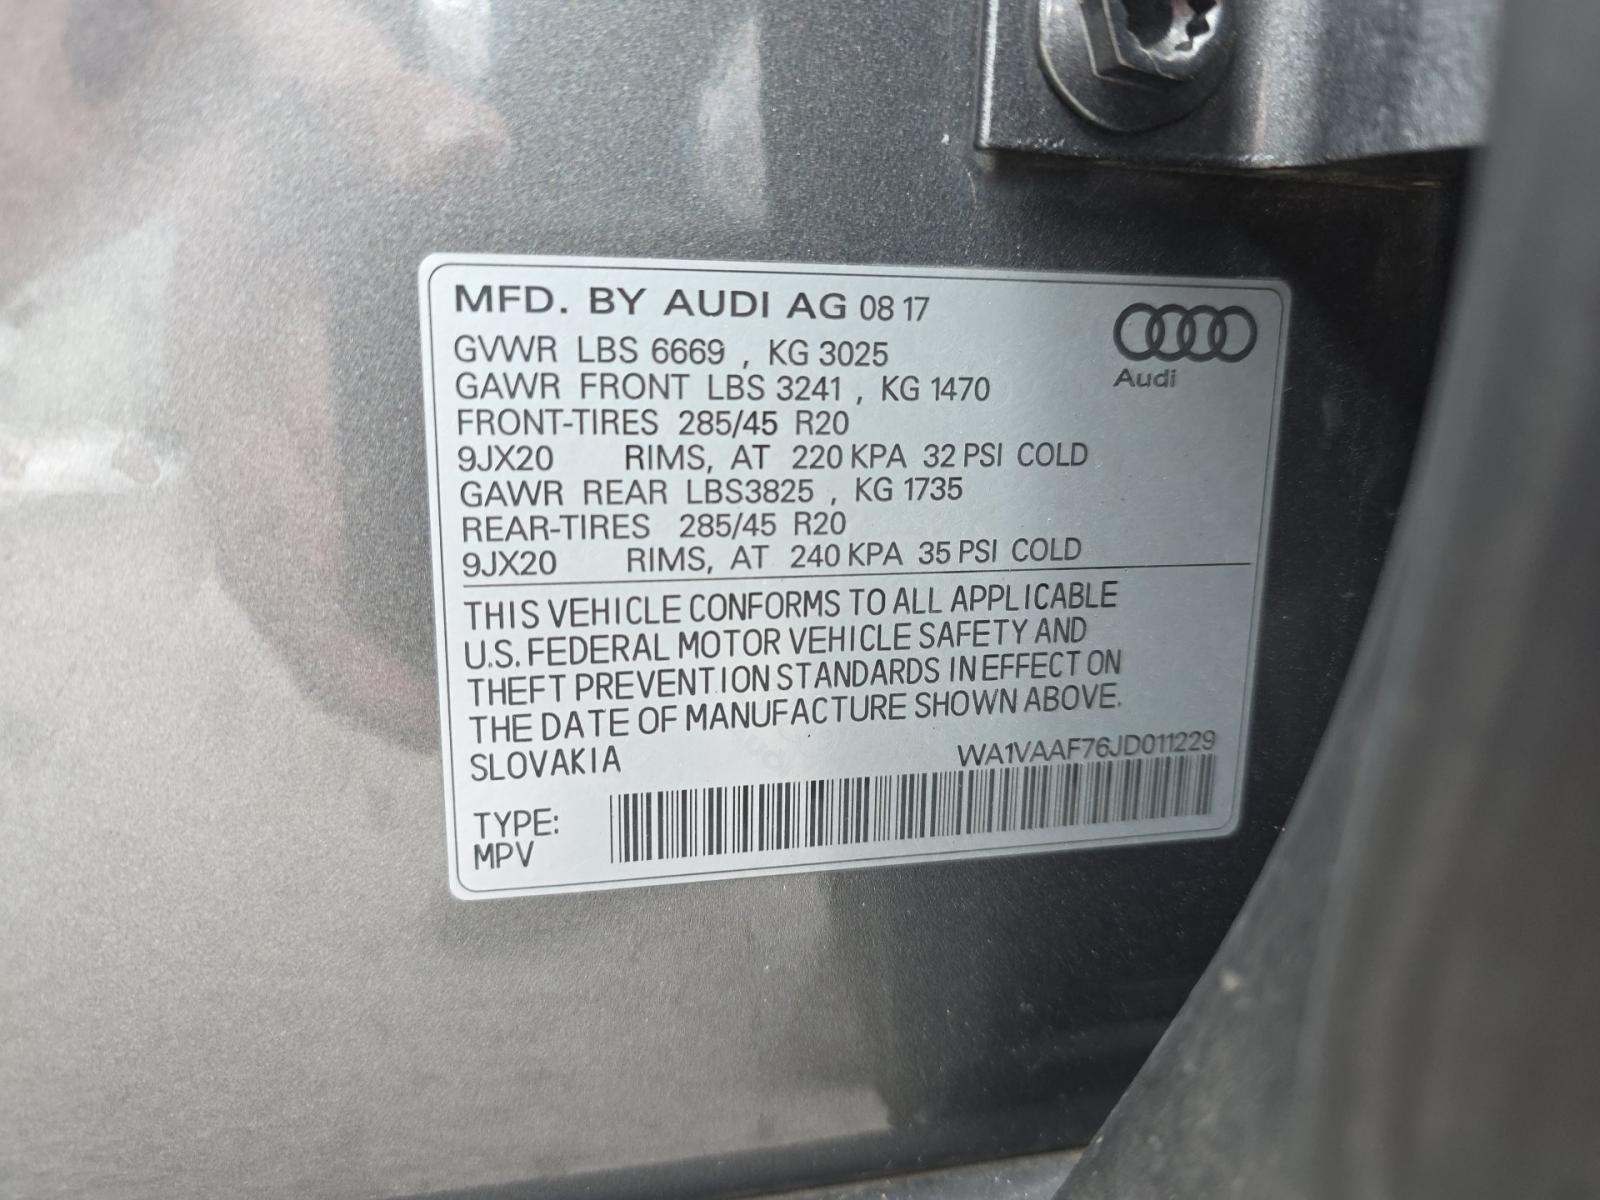 MFD. BY AUDI AG 08 17
Audi
GVWR LBS 6669 , KG 3025
GAWR FRONT LBS 3241 , KG 1470
FRONT-TIRES 285/45 R20
9JX20 RIMS, AT 220 KPA 32 PSI COLD
GAWR REAR LBS3825 , KG 1735
REAR-TIRES 285/45 R20
9JX20 RIMS, AT 240 KPA 35 PSI COLD
THIS VEHICLE CONFORMS TO ALL APPLICABLE
U.S. FEDERAL MOTOR VEHICLE SAFETY AND
THEFT PREVENTION STANDARDS IN EFFECT ON
THE DATE OF MANUFACTURE SHOWN ABOVE.
SLOVAKIA WA1VAAF76JD011229
TYPE:
MPV